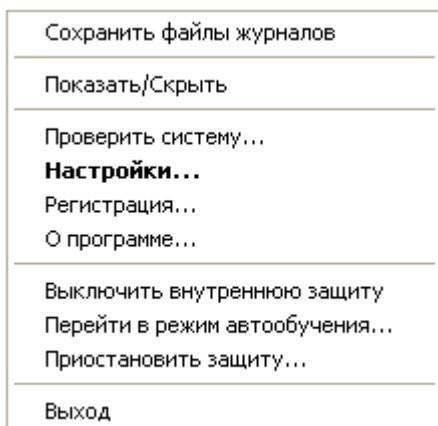 Сохранить файлы журналов
Показать/Скрыть
Проверить систему...
Настройки...
Регистрация...
О программе...
Выключить внутреннюю защиту
Перейти в режим автообучения...
Приостановить защиту...
Выход